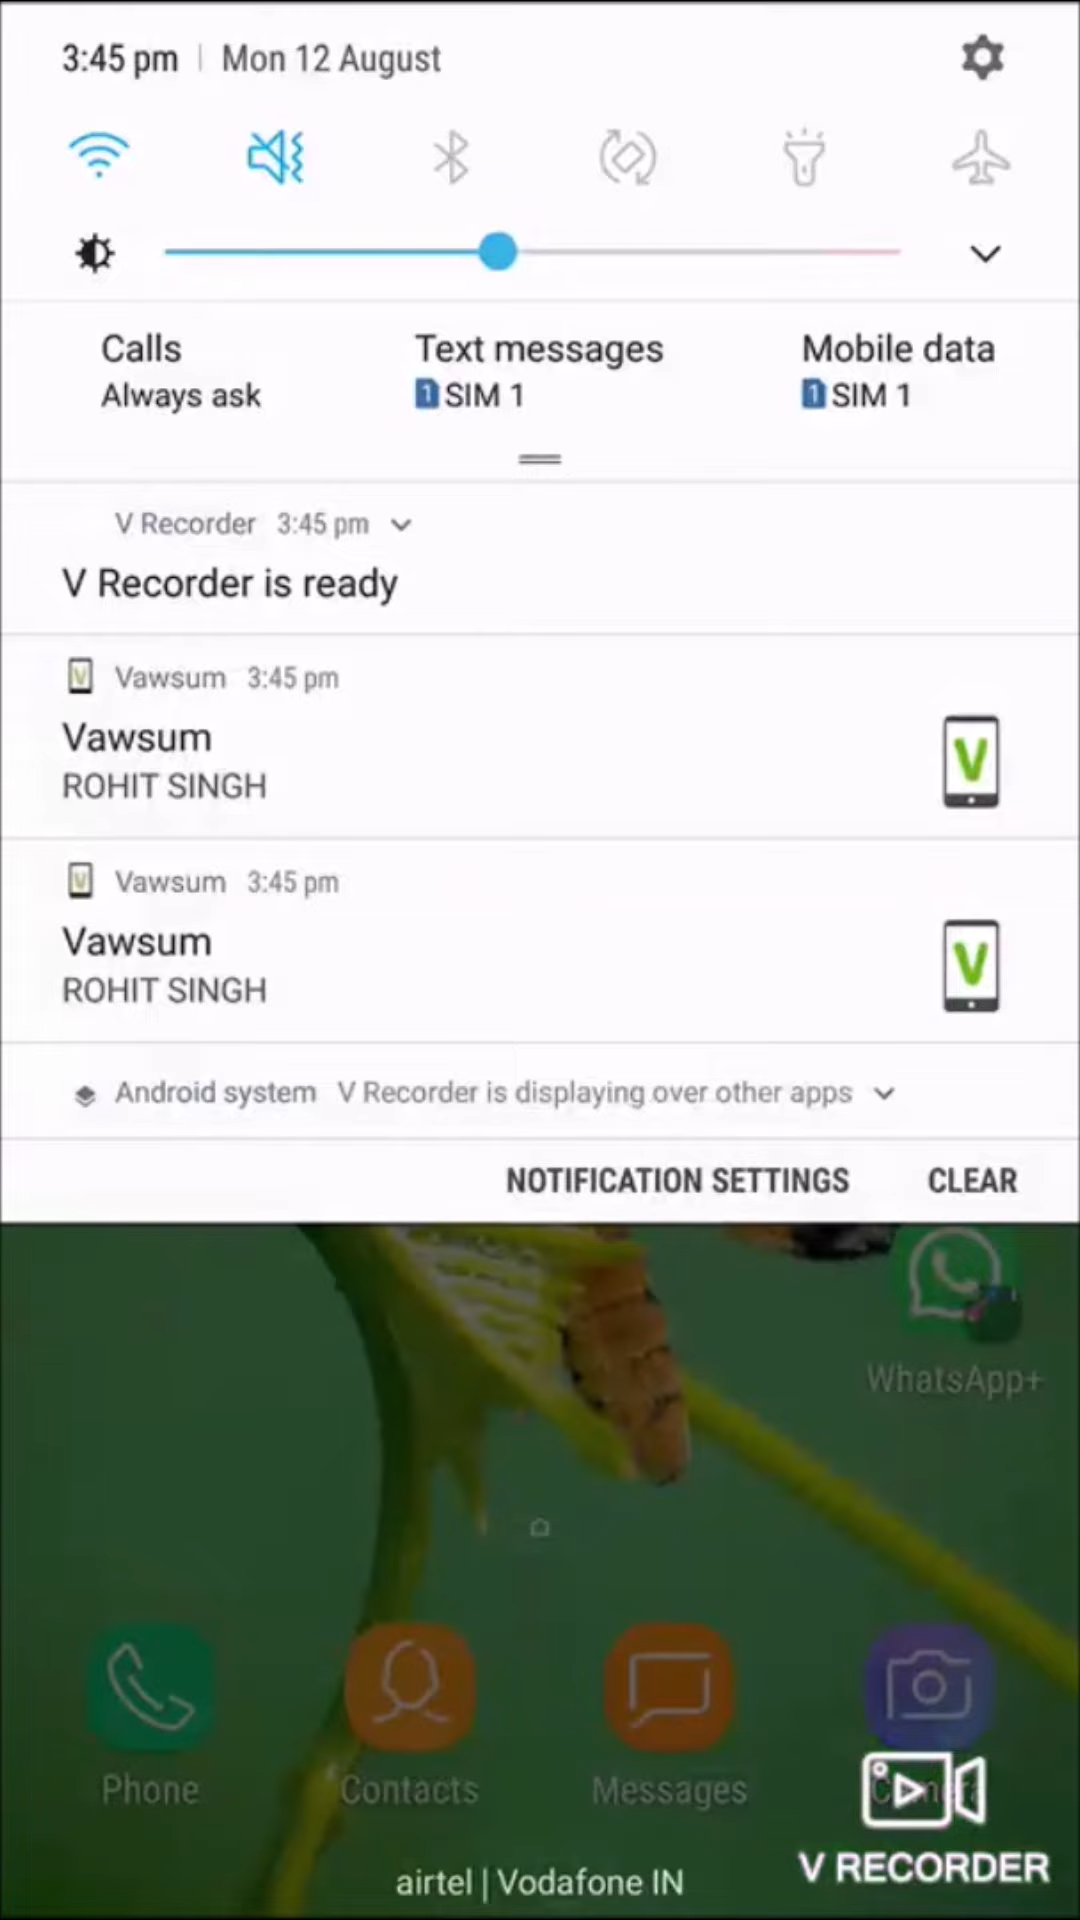 3:45 pm | Mon 12 August
Calls Text messages Mobile data
Always ask 1 SIM 1 1 SIM 1
V Recorder 3:45 pm
V Recorder is ready
V Vawsum 3:45 pm
Vawsum
ROHIT SINGH
V
V Vawsum 3:45 pm
Vawsum
ROHIT SINGH
V
Android system V Recorder is displaying over other apps
NOTIFICATION SETTINGS CLEAR
WhatsApp+
Phone Contacts Messages Camera
V RECORDER
airtel | Vodafone IN